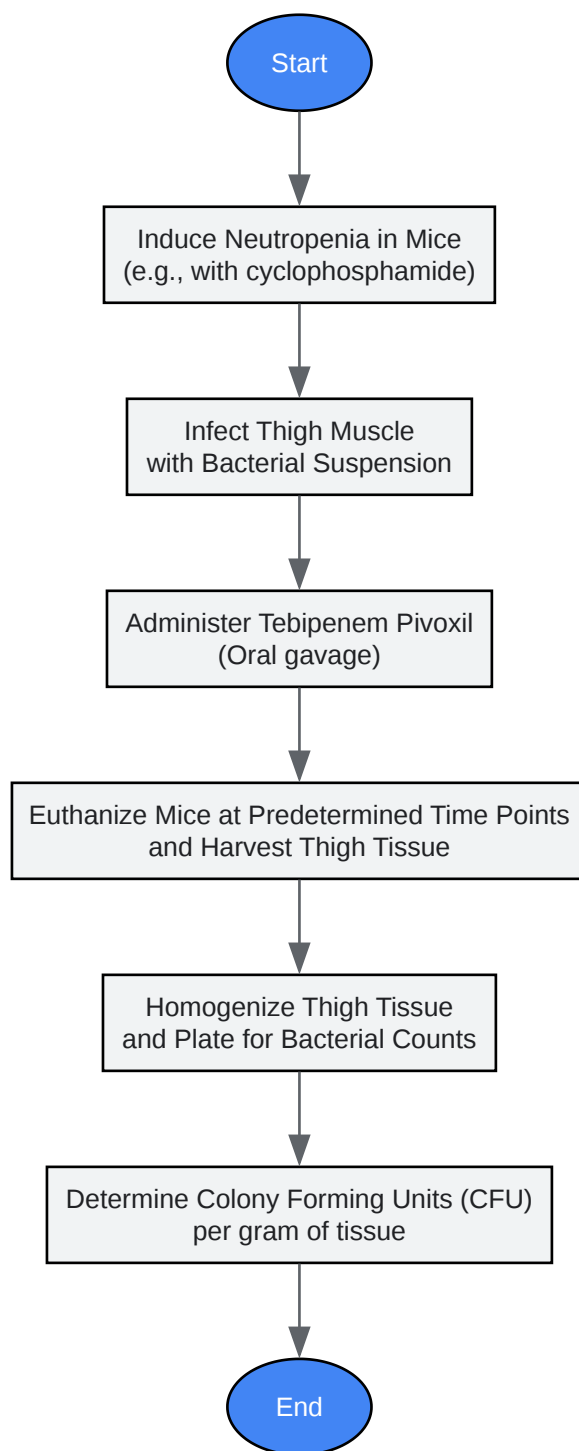 Start
Induce Neutropenia in Mice
(e.g., with cyclophosphamide)
Infect Thigh Muscle
with Bacterial Suspension
Administer Tebipenem Pivoxil
(Oral gavage)
Euthanize Mice at Predetermined Time Points
and Harvest Thigh Tissue
Homogenize Thigh Tissue
and Plate for Bacterial Counts
Determine Colony Forming Units (CFU)
per gram of tissue
End